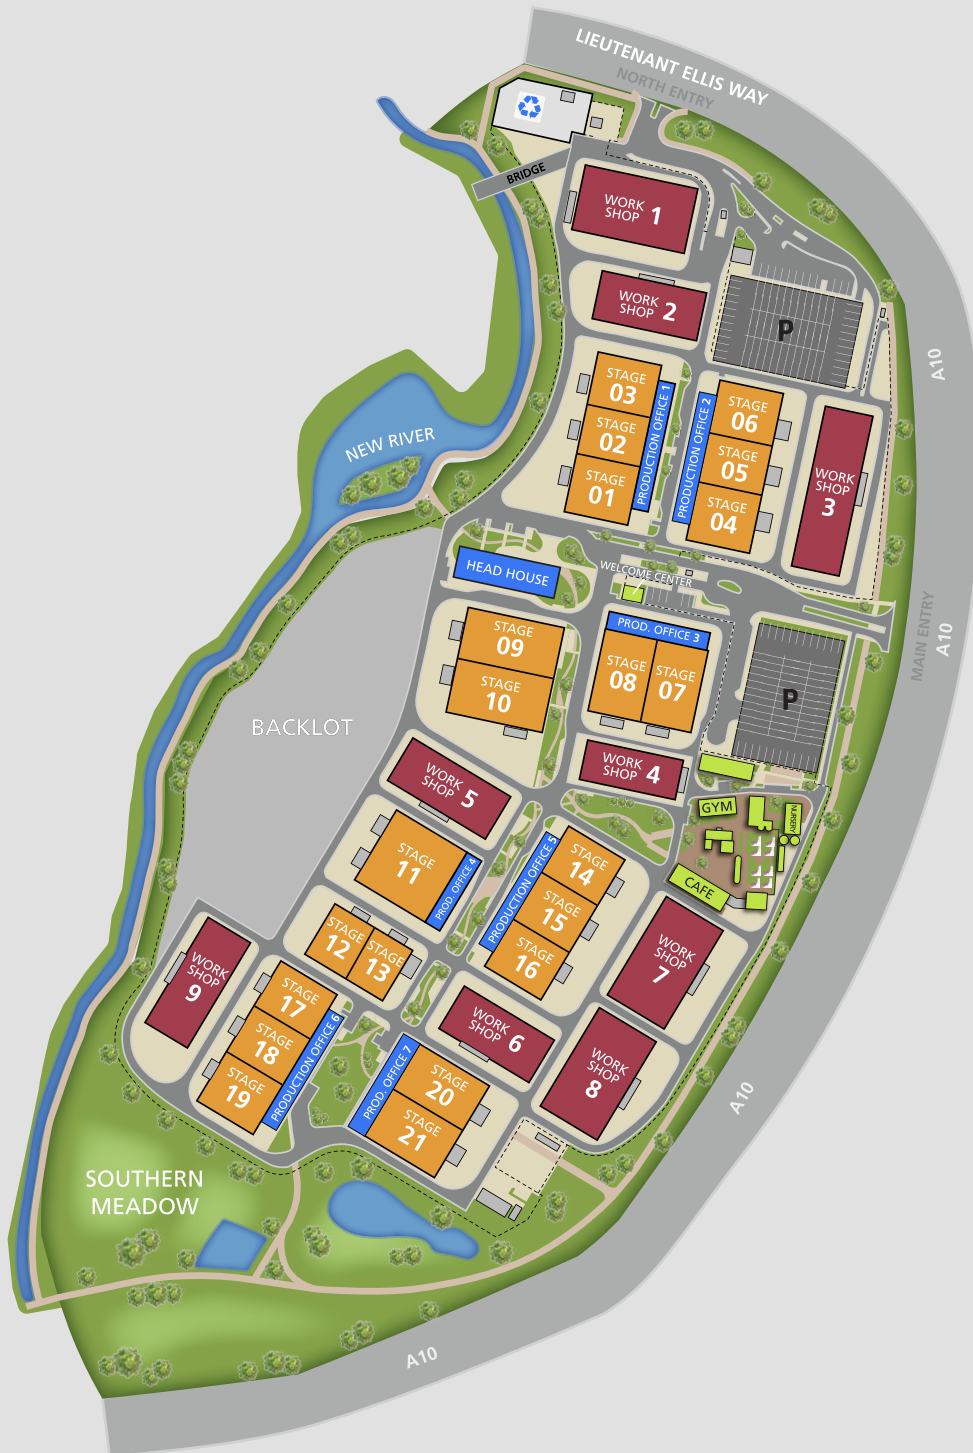 LIEUTENANT ELLIS WAY
NORTH ENTRY
BRIDGE
WORK
SHOP 1
WORK
SHOP 2
P
A10
STAGE
03
STAGE
02
STAGE
01
PRODUCTION OFFICE 1
PRODUCTION OFFICE 2
STAGE
06
STAGE
05
STAGE
04
WORK
SHOP
3
NEW RIVER
HEAD HOUSE
WELCOME CENTER
MAIN ENTRY
A10
STAGE
09
STAGE
10
PROD. OFFICE 3
STAGE
08
STAGE
07
P
BACKLOT
WORK
SHOP 4
WORK
SHOP 5
GYM
NURSERY
CAFE
STAGE
11
PROD. OFFICE 4
PRODUCTION OFFICE 5
STAGE
14
STAGE
15
STAGE
16
STAGE
12
STAGE
13
WORK
SHOP
7
WORK
SHOP
9
STAGE
17
STAGE
18
STAGE
19
PRODUCTION OFFICE 6
WORK
SHOP 6
WORK
SHOP
8
PROD. OFFICE 7
STAGE
20
STAGE
21
A10
SOUTHERN
MEADOW
A10